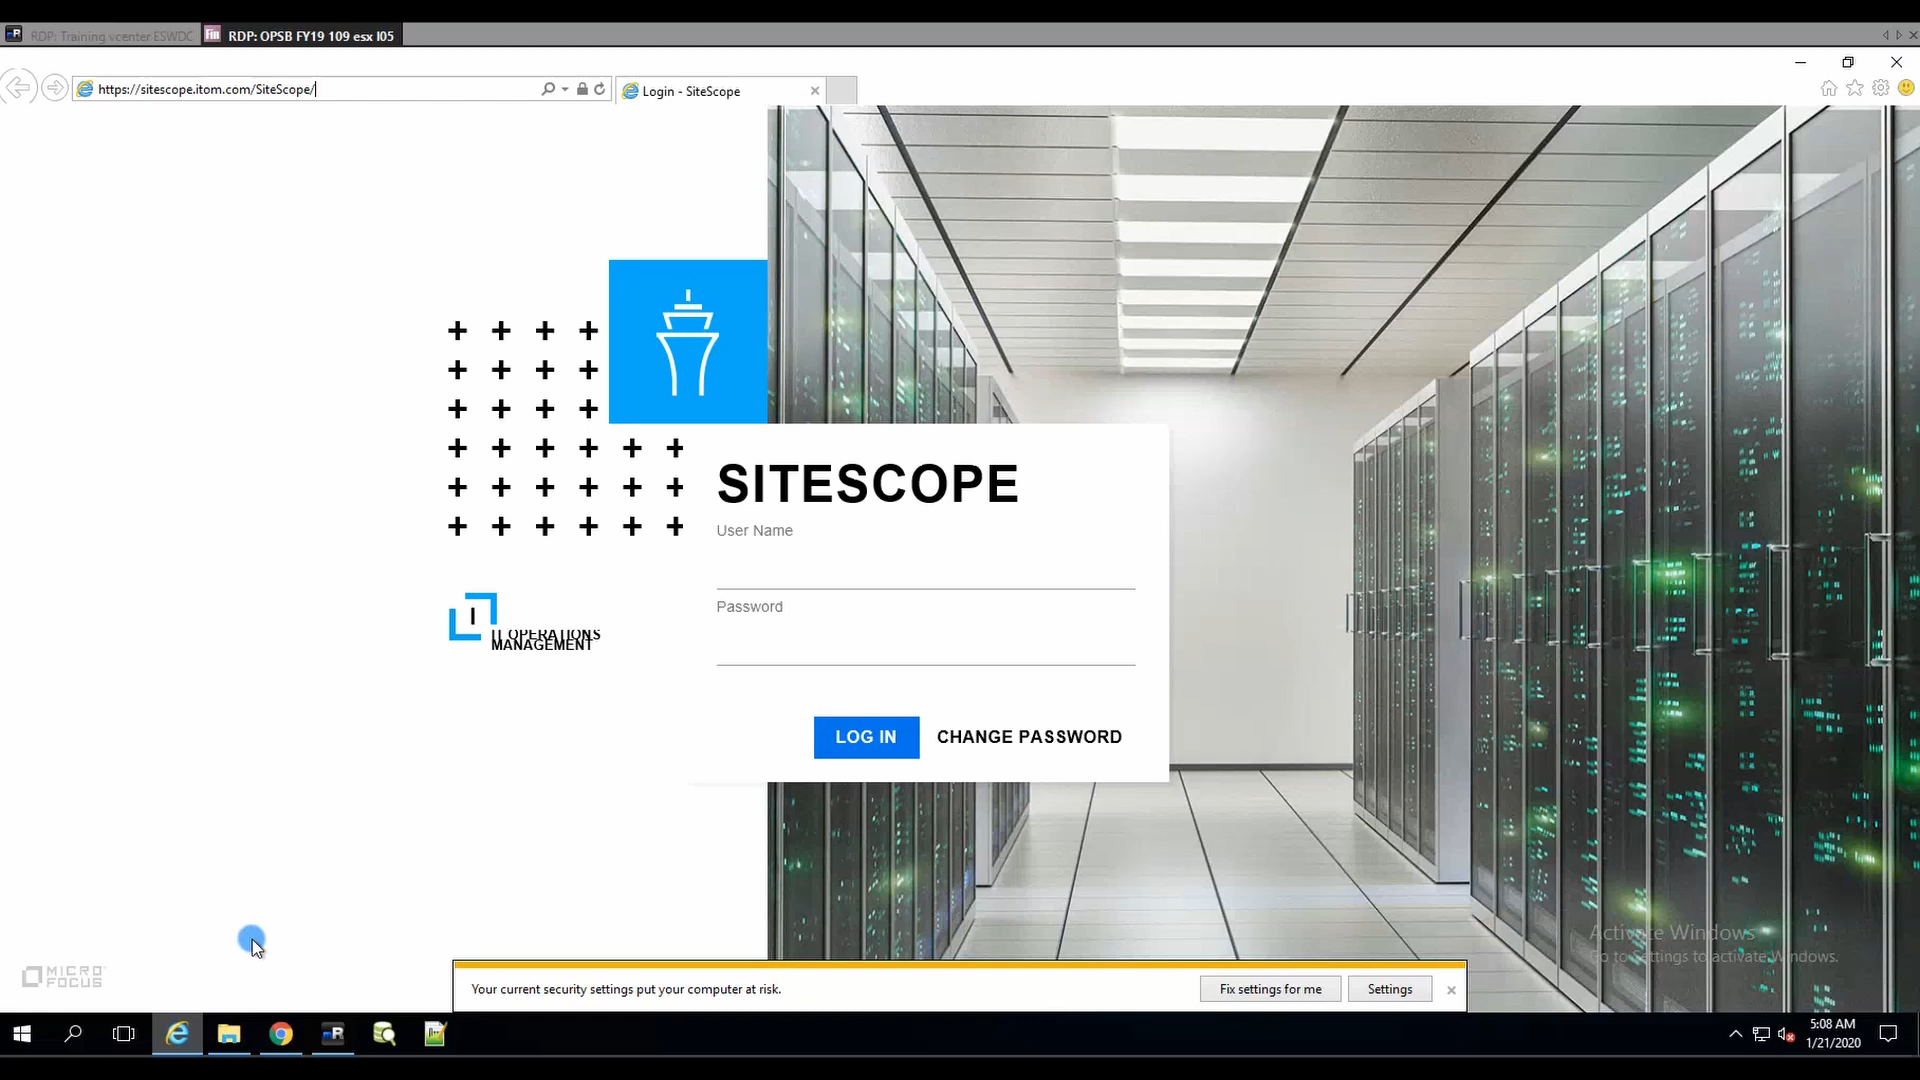 RDP: Training vcenter ESWDC
RDP: OPSB FY19 109 esx I05
https://sitescope.itom.com/SiteScope/
Login - SiteScope
SITESCOPE
User Name
Password
IT OPERATIONS
MANAGEMENT
LOG IN
CHANGE PASSWORD
Activate Windows
Go to Settings to activate Windows.
MICRO
FOCUS
Your current security settings put your computer at risk.
Fix settings for me
Settings
5:08 AM
1/21/2020